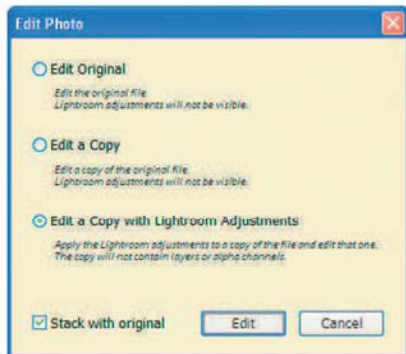 Edit Photo
Edit Original
Edit the original file.
Lightroom adjustments will not be visible.
Edit a Copy
Edit a copy of the original file.
Lightroom adjustments will not be visible.
Edit a Copy with Lightroom Adjustments
Apply the Lightroom adjustments to a copy of the file and edit that one.
The copy will not contain layers or alpha channels.
Stack with original Edit Cancel